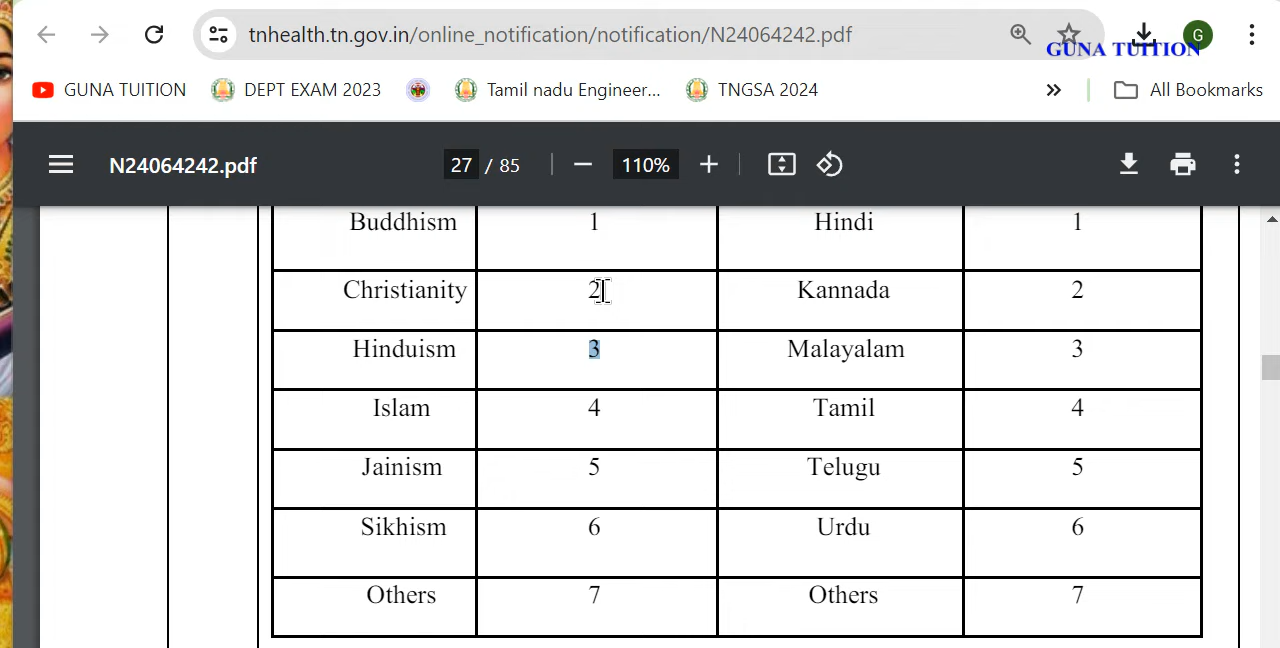 tnhealth.tn.gov.in/online_notification/notification/N24064242.pdf
G
GUNA TUITION
GUNA TUITION
DEPT EXAM 2023
Tamil nadu Engineer...
TNGSA 2024
»
All Bookmarks
N24064242.pdf
27 / 85
110%
Buddhism 1 Hindi 1
Christianity 2 Kannada 2
Hinduism 3 Malayalam 3
Islam 4 Tamil 4
Jainism 5 Telugu 5
Sikhism 6 Urdu 6
Others 7 Others 7